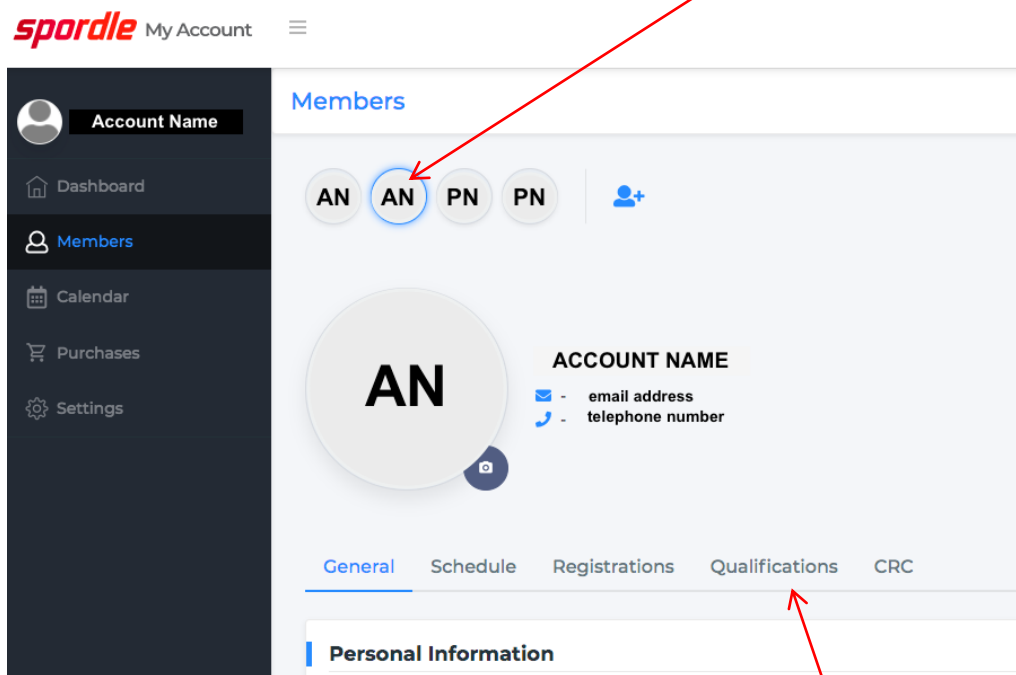 spordle My Account
Members
Account Name
Dashboard
Members
Calendar
Purchases
Settings
AN AN PN PN
AN
ACCOUNT NAME
- email address
- telephone number
General Schedule Registrations Qualifications CRC
Personal Information